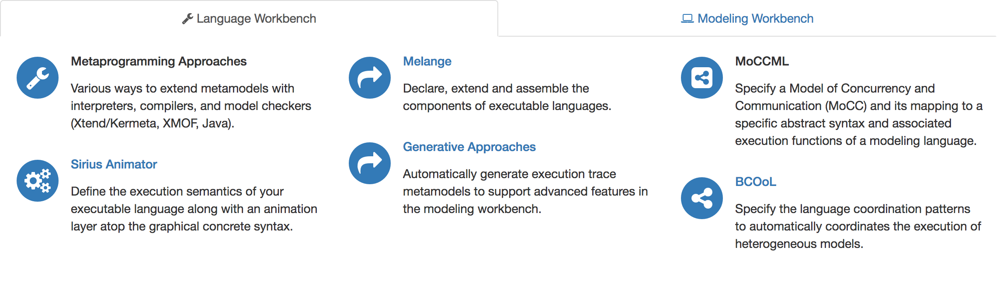 Language Workbench
Modeling Workbench
Metaprogramming Approaches
Various ways to extend metamodels with
interpreters, compilers, and model checkers
(Xtend/Kermeta, XMOF, Java).
Sirius Animator
Define the execution semantics of your
executable language along with an animation
layer atop the graphical concrete syntax.
Melange
Declare, extend and assemble the
components of executable languages.
Generative Approaches
Automatically generate execution trace
metamodels to support advanced features in
the modeling workbench.
MoCCML
Specify a Model of Concurrency and
Communication (MoCC) and its mapping to a
specific abstract syntax and associated
execution functions of a modeling language.
BCOoL
Specify the language coordination patterns
to automatically coordinates the execution of
heterogeneous models.